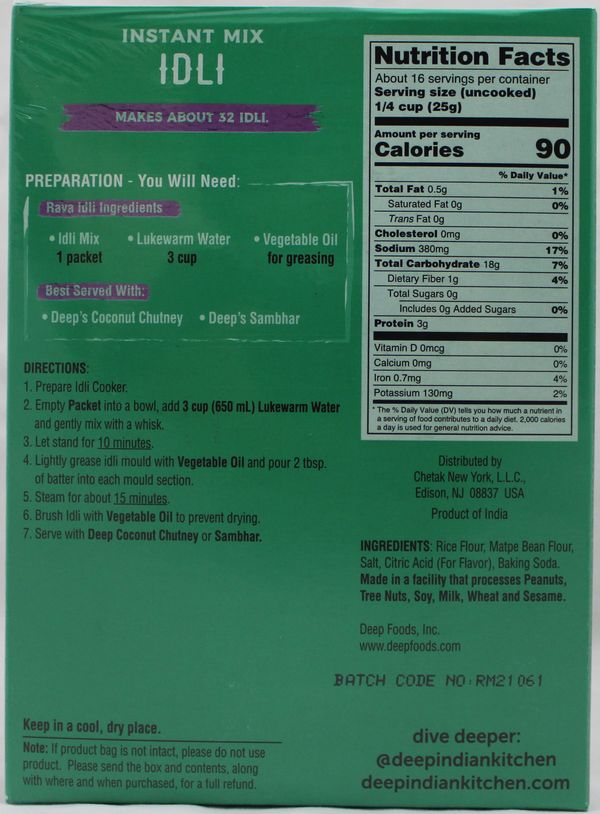 INSTANT MIX
IDLI
MAKES ABOUT 32 IDLI.
PREPARATION - You Will Need:
Rava Idli Ingredients
• Idli Mix • Lukewarm Water • Vegetable Oil
1 packet 3 cup for greasing
Best Served With:
• Deep's Coconut Chutney • Deep's Sambhar
DIRECTIONS:
1. Prepare Idli Cooker.
2. Empty Packet into a bowl, add 3 cup (650 mL) Lukewarm Water
and gently mix with a whisk.
3. Let stand for 10 minutes.
4. Lightly grease idli mould with Vegetable Oil and pour 2 tbsp.
of batter into each mould section.
5. Steam for about 15 minutes.
6. Brush Idli with Vegetable Oil to prevent drying.
7. Serve with Deep Coconut Chutney or Sambhar.
Keep in a cool, dry place.
Note: If product bag is not intact, please do not use
product. Please send the box and contents, along
with where and when purchased, for a full refund.
Nutrition Facts
About 16 servings per container
Serving size (uncooked)
1/4 cup (25g)
Amount per serving
Calories 90
% Daily Value*
Total Fat 0.5g 1%
Saturated Fat 0g 0%
Trans Fat 0g
Cholesterol 0mg 0%
Sodium 380mg 17%
Total Carbohydrate 18g 7%
Dietary Fiber 1g 4%
Total Sugars 0g
Includes 0g Added Sugars 0%
Protein 3g
Vitamin D 0mcg 0%
Calcium 0mg 0%
Iron 0.7mg 4%
Potassium 130mg 2%
* The % Daily Value (DV) tells you how much a nutrient in
a serving of food contributes to a daily diet. 2,000 calories
a day is used for general nutrition advice.
Distributed by
Chetak New York, L.L.C.,
Edison, NJ 08837 USA
Product of India
INGREDIENTS: Rice Flour, Matpe Bean Flour,
Salt, Citric Acid (For Flavor), Baking Soda.
Made in a facility that processes Peanuts,
Tree Nuts, Soy, Milk, Wheat and Sesame.
Deep Foods, Inc.
www.deepfoods.com
BATCH CODE NO:RM21061
dive deeper:
@deepindiankitchen
deepindiankitchen.com